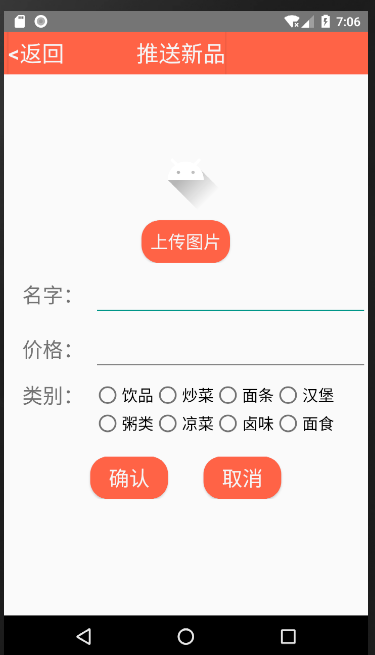 7:06
<返回 推送新品
上传图片
名字：
价格：
类别： 饮品 炒菜 面条 汉堡
粥类 凉菜 卤味 面食
确认 取消